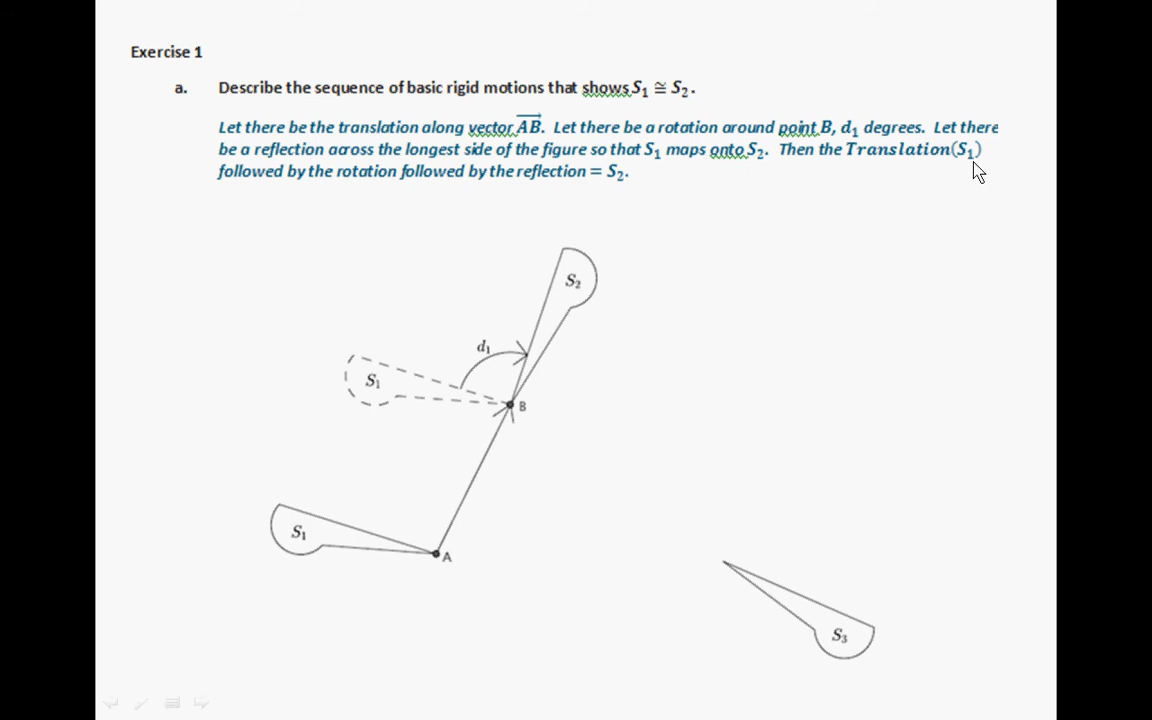 Exercise 1
a. Describe the sequence of basic rigid motions that shows S₁ ≅ S₂.
Let there be the translation along vector AB⃗. Let there be a rotation around point B, d₁ degrees. Let there
be a reflection across the longest side of the figure so that S₁ maps onto S₂. Then the Translation(S₁)
followed by the rotation followed by the reflection = S₂.
S₂
d₁
S₁
B
S₁
A
S₃